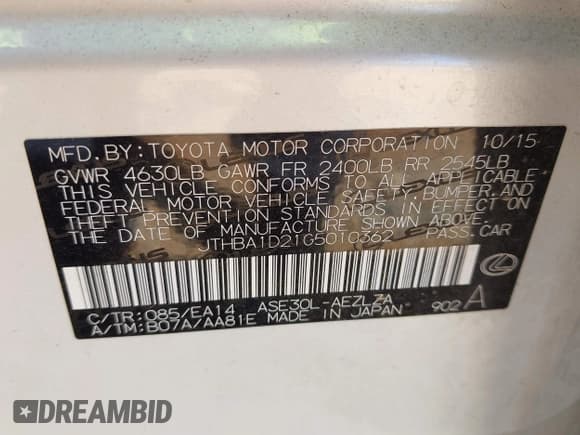 MFD. BY: TOYOTA MOTOR CORPORATION 10/15
GVWR 4630LB GAWR FR 2400LB RR 2545LB
THIS VEHICLE CONFORMS TO ALL APPLICABLE
FEDERAL MOTOR VEHICLE SAFETY, BUMPER, AND
THEFT PREVENTION STANDARDS IN EFFECT ON
THE DATE OF MANUFACTURE SHOWN ABOVE.
JTHBA1D21G5010362 PASS. CAR
C/TR: 085/EA14 ASE30L-AEZLZA
A/TM: B07A/AA81E MADE IN JAPAN 902 A
DREAMBID